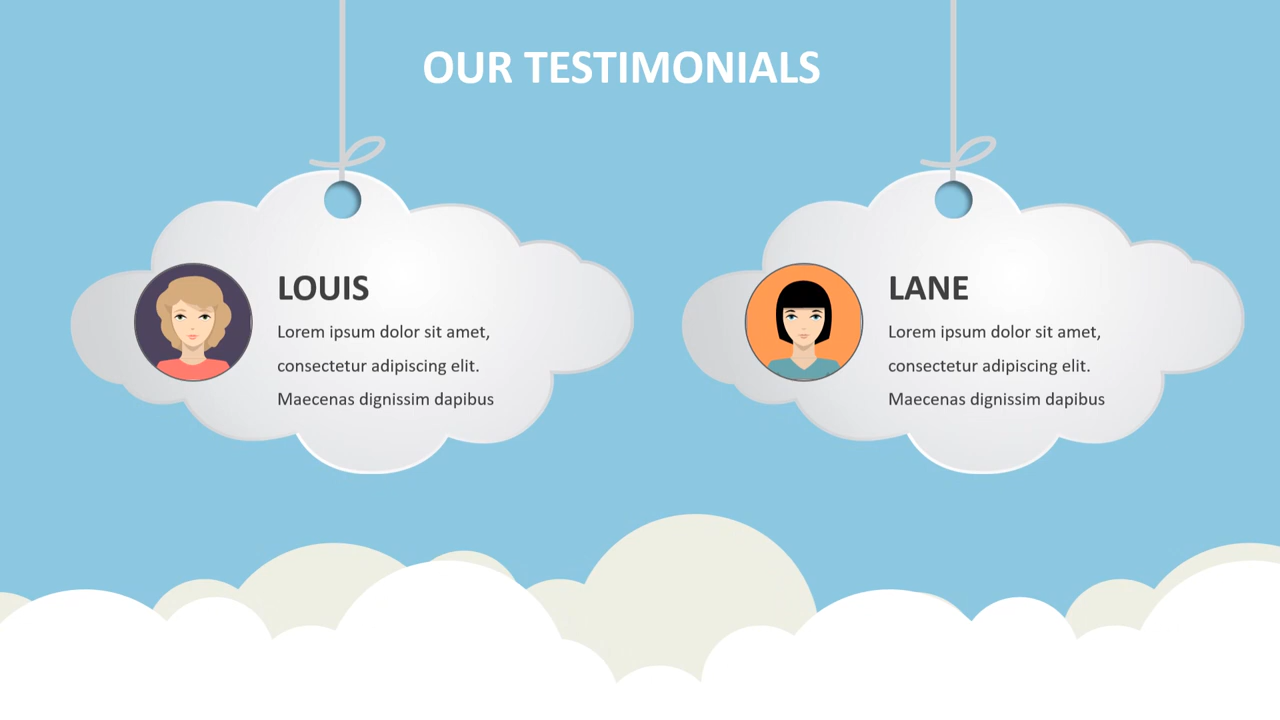 OUR TESTIMONIALS
LOUIS
Lorem ipsum dolor sit amet,
consectetur adipiscing elit.
Maecenas dignissim dapibus
LANE
Lorem ipsum dolor sit amet,
consectetur adipiscing elit.
Maecenas dignissim dapibus